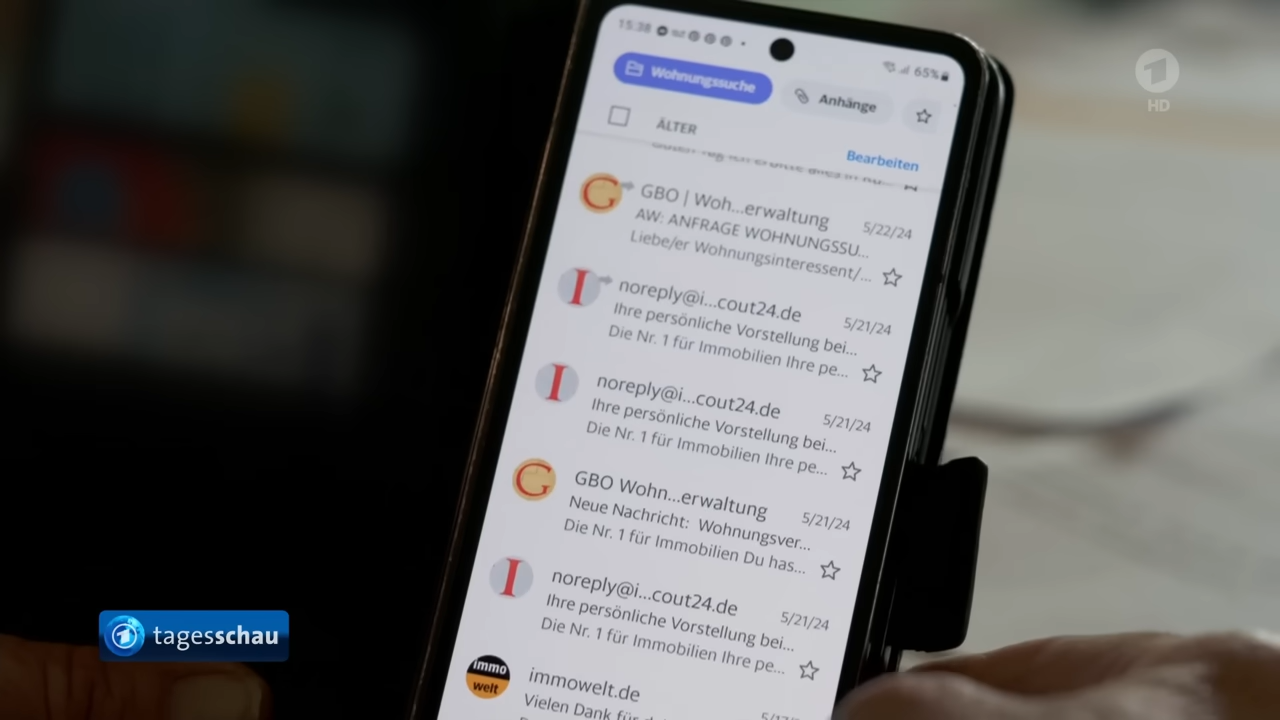 15:38
65%
1
HD
Wohnungssuche
Anhänge
ÄLTER
Bearbeiten
GBO | Woh...erwaltung
5/22/24
AW: ANFRAGE WOHNUNGSSU...
Liebe/er Wohnungsinteressent/...
noreply@i...cout24.de
5/21/24
Ihre persönliche Vorstellung bei...
Die Nr. 1 für Immobilien Ihre pe...
noreply@i...cout24.de
5/21/24
Ihre persönliche Vorstellung bei...
Die Nr. 1 für Immobilien Ihre pe...
GBO Wohn...erwaltung
5/21/24
Neue Nachricht: Wohnungsver...
Die Nr. 1 für Immobilien Du has...
noreply@i...cout24.de
5/21/24
Ihre persönliche Vorstellung bei...
Die Nr. 1 für Immobilien Ihre pe...
immo
welt
immowelt.de
Vielen Dank für
tagesschau